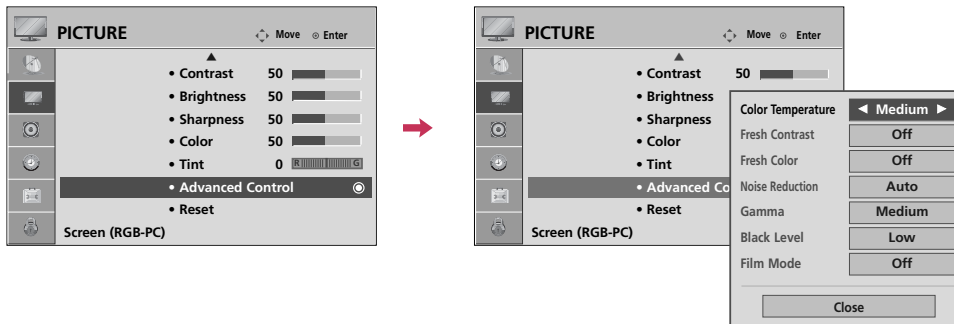 PICTURE Move Enter
• Contrast 50
• Brightness 50
• Sharpness 50
• Color 50
• Tint 0 R G
• Advanced Control
• Reset
Screen (RGB-PC)
PICTURE Move Enter
• Contrast 50
• Brightness
• Sharpness
• Color
• Tint
• Advanced Co
• Reset
Screen (RGB-PC)
Color Temperature ◀ Medium ▶
Fresh Contrast Off
Fresh Color Off
Noise Reduction Auto
Gamma Medium
Black Level Low
Film Mode Off
Close